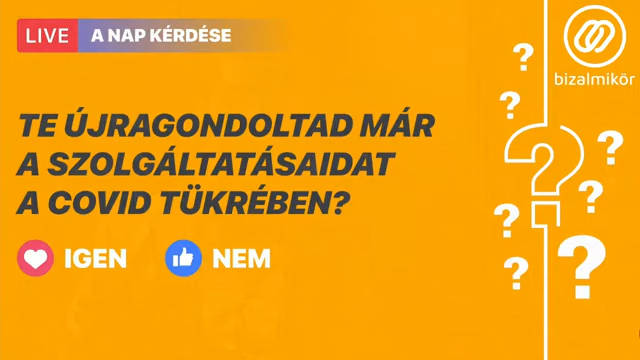 LIVE A NAP KÉRDÉSE
bizalmikör
TE ÚJRAGONDOLTAD MÁR
A SZOLGÁLTATÁSAIDAT
A COVID TÜKRÉBEN?
IGEN NEM
? ? ? ? ? ? ? ?